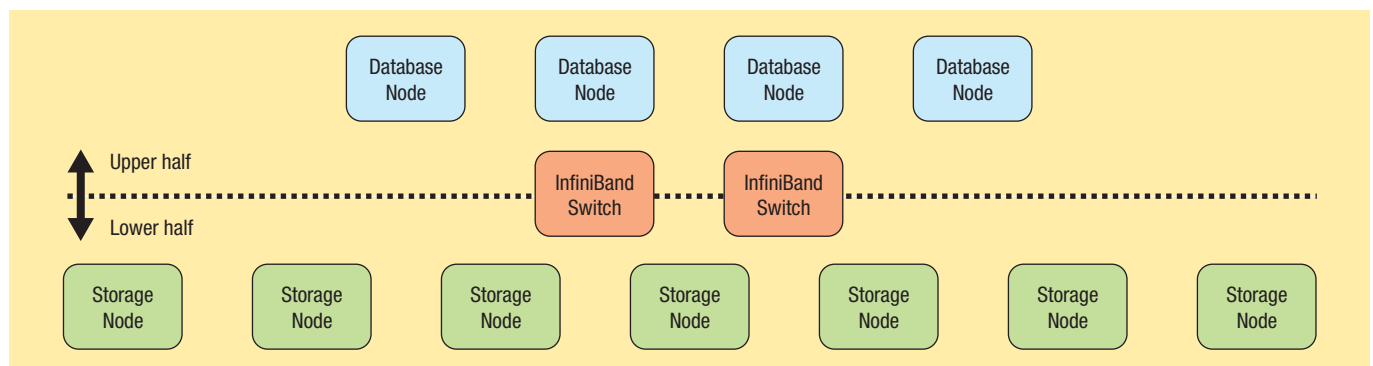 Database
Node
Database
Node
Database
Node
Database
Node
Upper half
Lower half
InfiniBand
Switch
InfiniBand
Switch
Storage
Node
Storage
Node
Storage
Node
Storage
Node
Storage
Node
Storage
Node
Storage
Node